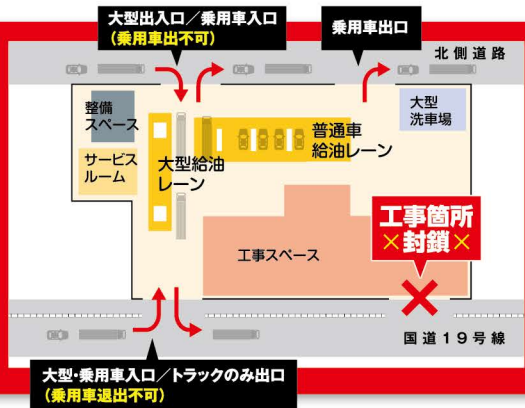 大型出入口／乗用車入口
（乗用車出不可）
乗用車出口
北側道路
整備
スペース
サービス
ルーム
大型給油
レーン
普通車
給油レーン
大型
洗車場
工事箇所
×封鎖×
工事スペース
国道19号線
大型・乗用車入口／トラックのみ出口
（乗用車退出不可）